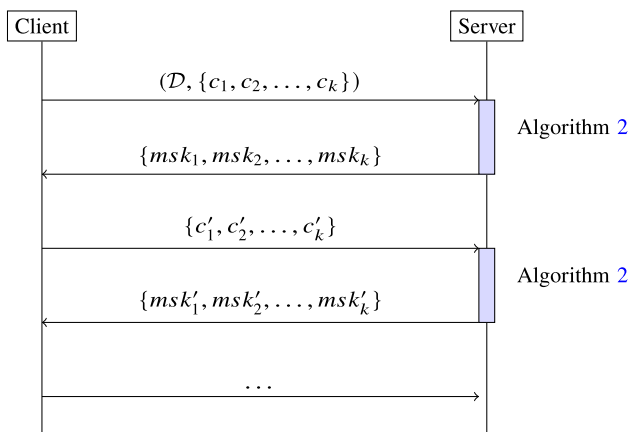 Client Server
(𝒟, {c₁, c₂, . . . , cₖ})
Algorithm 2
{msk₁, msk₂, . . . , mskₖ}
{c′₁, c′₂, . . . , c′ₖ}
Algorithm 2
{msk′₁, msk′₂, . . . , msk′ₖ}
. . .